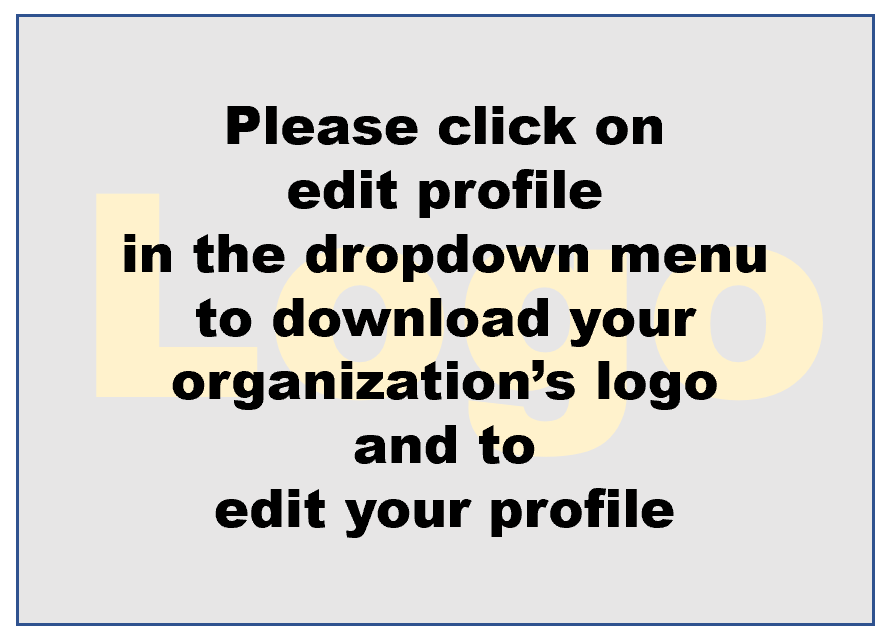 Please click on
edit profile
in the dropdown menu
to download your
organization’s logo
and to
edit your profile
Logo